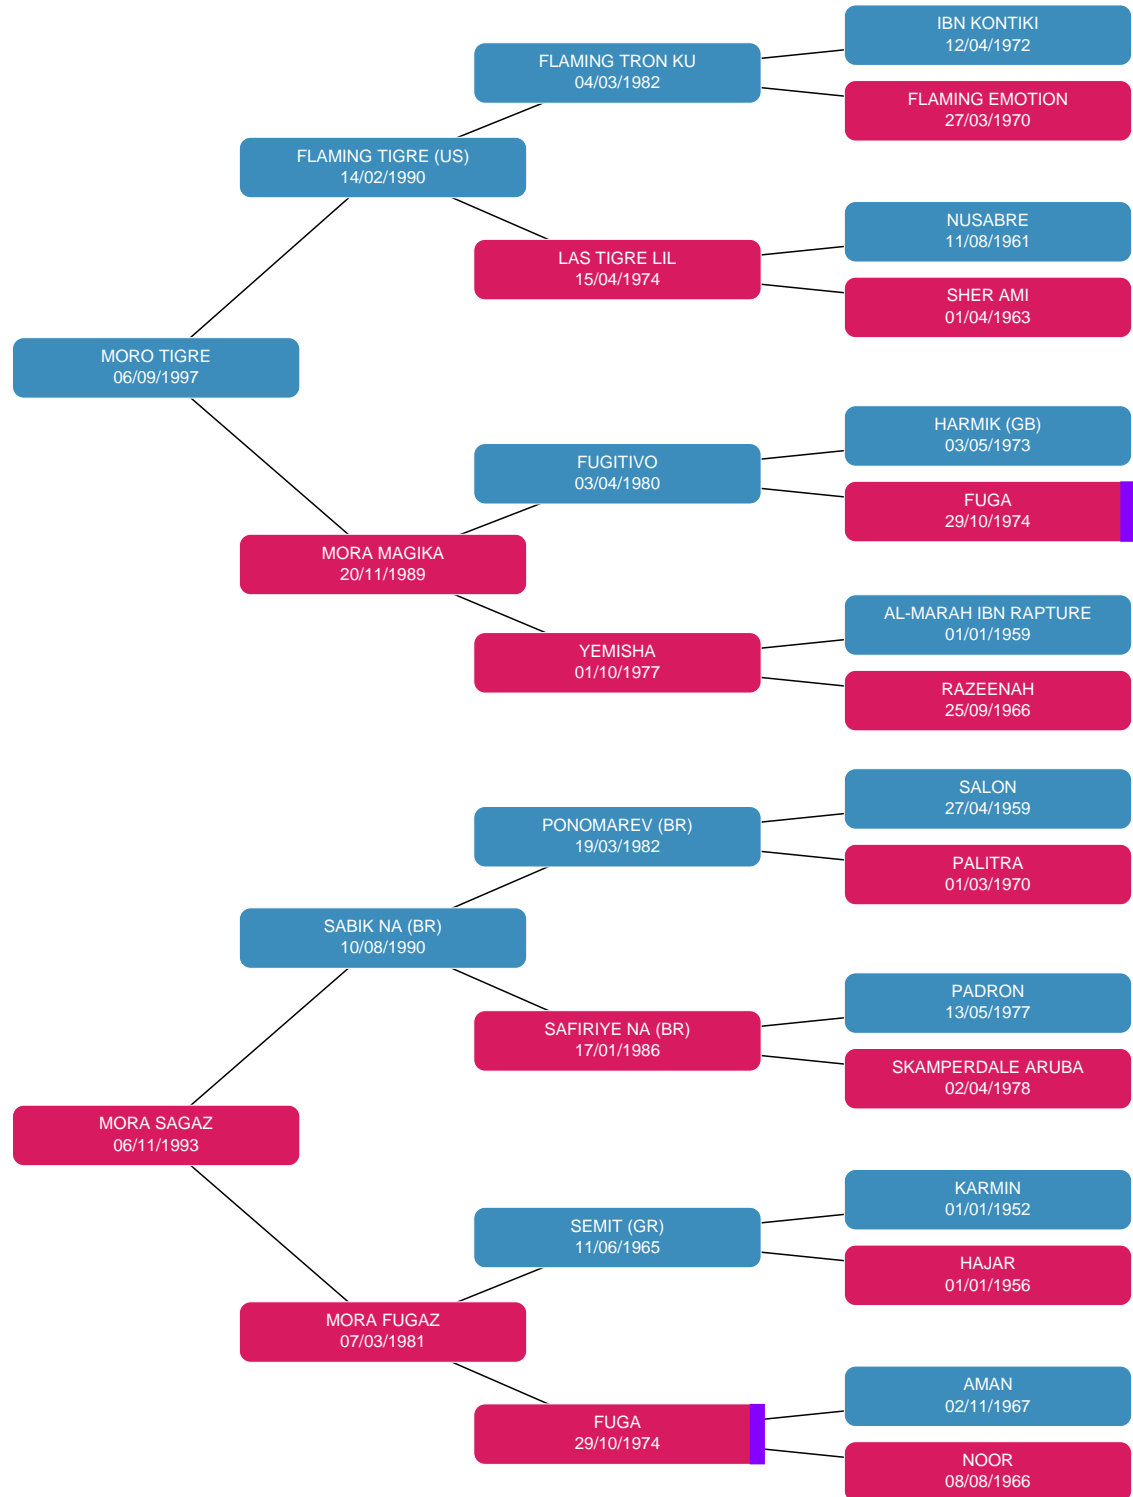 IBN KONTIKI
12/04/1972
FLAMING TRON KU
04/03/1982
FLAMING EMOTION
27/03/1970
FLAMING TIGRE (US)
14/02/1990
NUSABRE
11/08/1961
LAS TIGRE LIL
15/04/1974
SHER AMI
01/04/1963
MORO TIGRE
06/09/1997
HARMIK (GB)
03/05/1973
FUGITIVO
03/04/1980
FUGA
29/10/1974
MORA MAGIKA
20/11/1989
AL-MARAH IBN RAPTURE
01/01/1959
YEMISHA
01/10/1977
RAZEENAH
25/09/1966
SALON
27/04/1959
PONOMAREV (BR)
19/03/1982
PALITRA
01/03/1970
SABIK NA (BR)
10/08/1990
PADRON
13/05/1977
SAFIRIYE NA (BR)
17/01/1986
SKAMPERDALE ARUBA
02/04/1978
MORA SAGAZ
06/11/1993
KARMIN
01/01/1952
SEMIT (GR)
11/06/1965
HAJAR
01/01/1956
MORA FUGAZ
07/03/1981
AMAN
02/11/1967
FUGA
29/10/1974
NOOR
08/08/1966